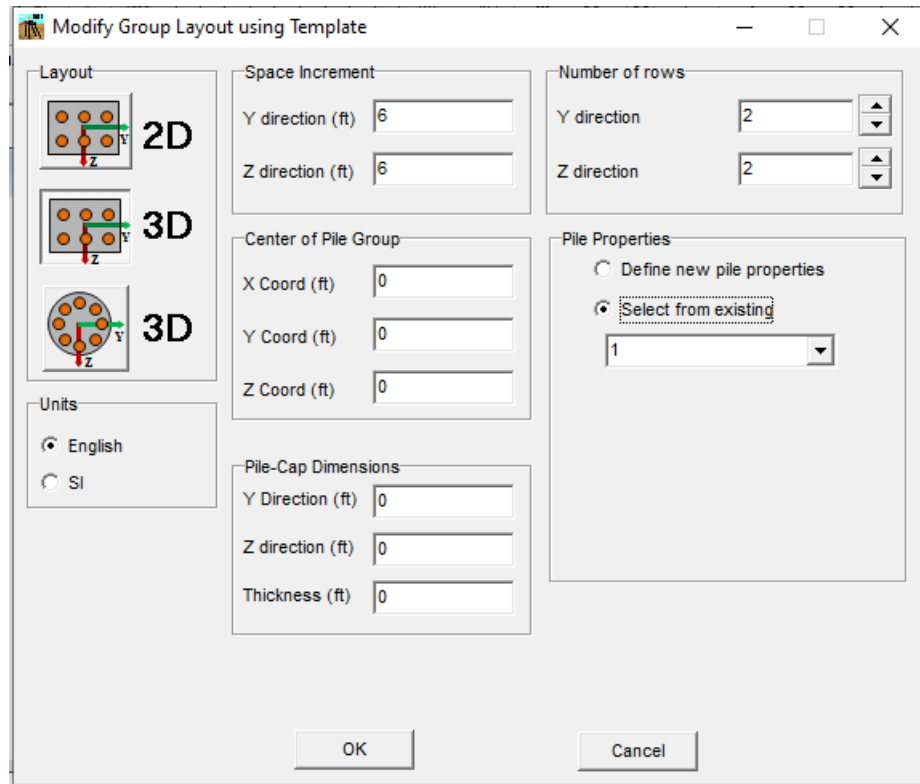 Modify Group Layout using Template
Layout
Y
Z
2D
Y
Z
3D
Y
Z
3D
Units
English
SI
Space Increment
Y direction (ft) 6
Z direction (ft) 6
Center of Pile Group
X Coord (ft) 0
Y Coord (ft) 0
Z Coord (ft) 0
Pile-Cap Dimensions
Y Direction (ft) 0
Z direction (ft) 0
Thickness (ft) 0
Number of rows
Y direction 2
Z direction 2
Pile Properties
Define new pile properties
Select from existing
1
OK
Cancel